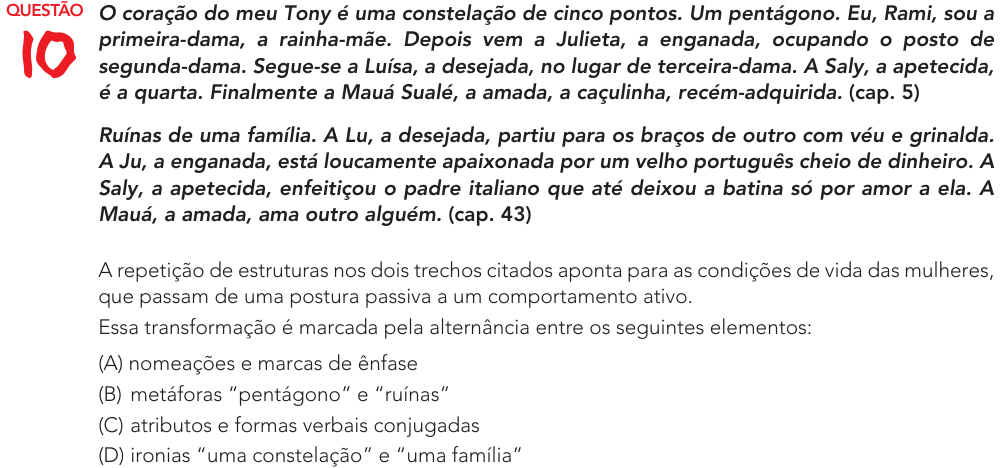 QUESTÃO
10
O coração do meu Tony é uma constelação de cinco pontos. Um pentágono. Eu, Rami, sou a
primeira-dama, a rainha-mãe. Depois vem a Julieta, a enganada, ocupando o posto de
segunda-dama. Segue-se a Luísa, a desejada, no lugar de terceira-dama. A Saly, a apetecida,
é a quarta. Finalmente a Mauá Sualé, a amada, a caçulinha, recém-adquirida. (cap. 5)
Ruínas de uma família. A Lu, a desejada, partiu para os braços de outro com véu e grinalda.
A Ju, a enganada, está loucamente apaixonada por um velho português cheio de dinheiro. A
Saly, a apetecida, enfeitiçou o padre italiano que até deixou a batina só por amor a ela. A
Mauá, a amada, ama outro alguém. (cap. 43)
A repetição de estruturas nos dois trechos citados aponta para as condições de vida das mulheres,
que passam de uma postura passiva a um comportamento ativo.
Essa transformação é marcada pela alternância entre os seguintes elementos:
(A) nomeações e marcas de ênfase
(B) metáforas “pentágono” e “ruínas”
(C) atributos e formas verbais conjugadas
(D) ironias “uma constelação” e “uma família”